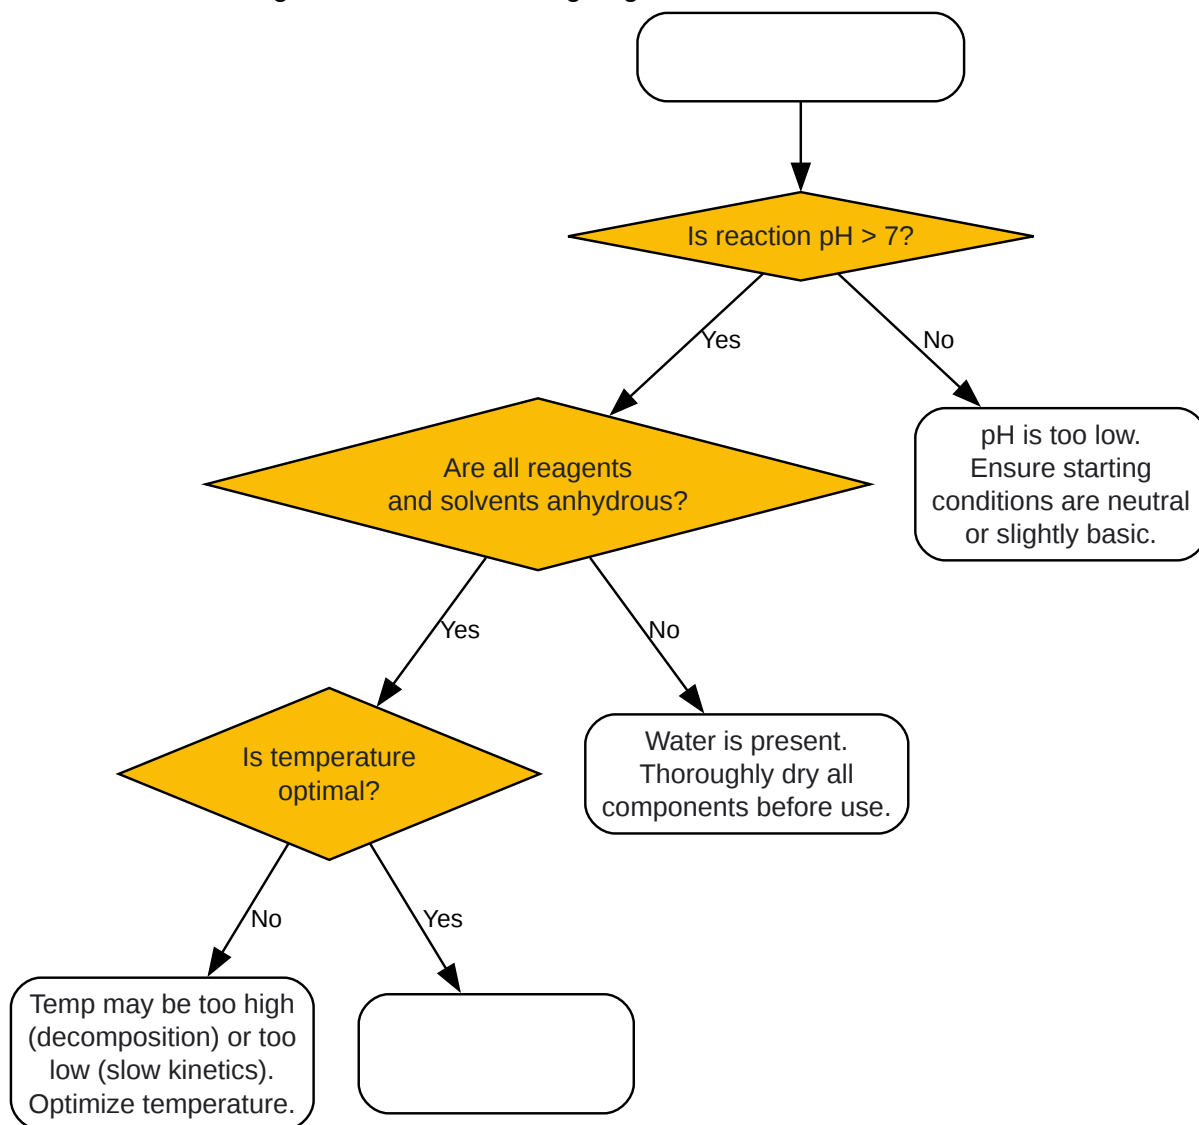 Is reaction pH > 7?
Yes
No
Are all reagents
and solvents anhydrous?
pH is too low.
Ensure starting
conditions are neutral
or slightly basic.
Yes
No
Is temperature
optimal?
Water is present.
Thoroughly dry all
components before use.
No
Yes
Temp may be too high
(decomposition) or too
low (slow kinetics).
Optimize temperature.